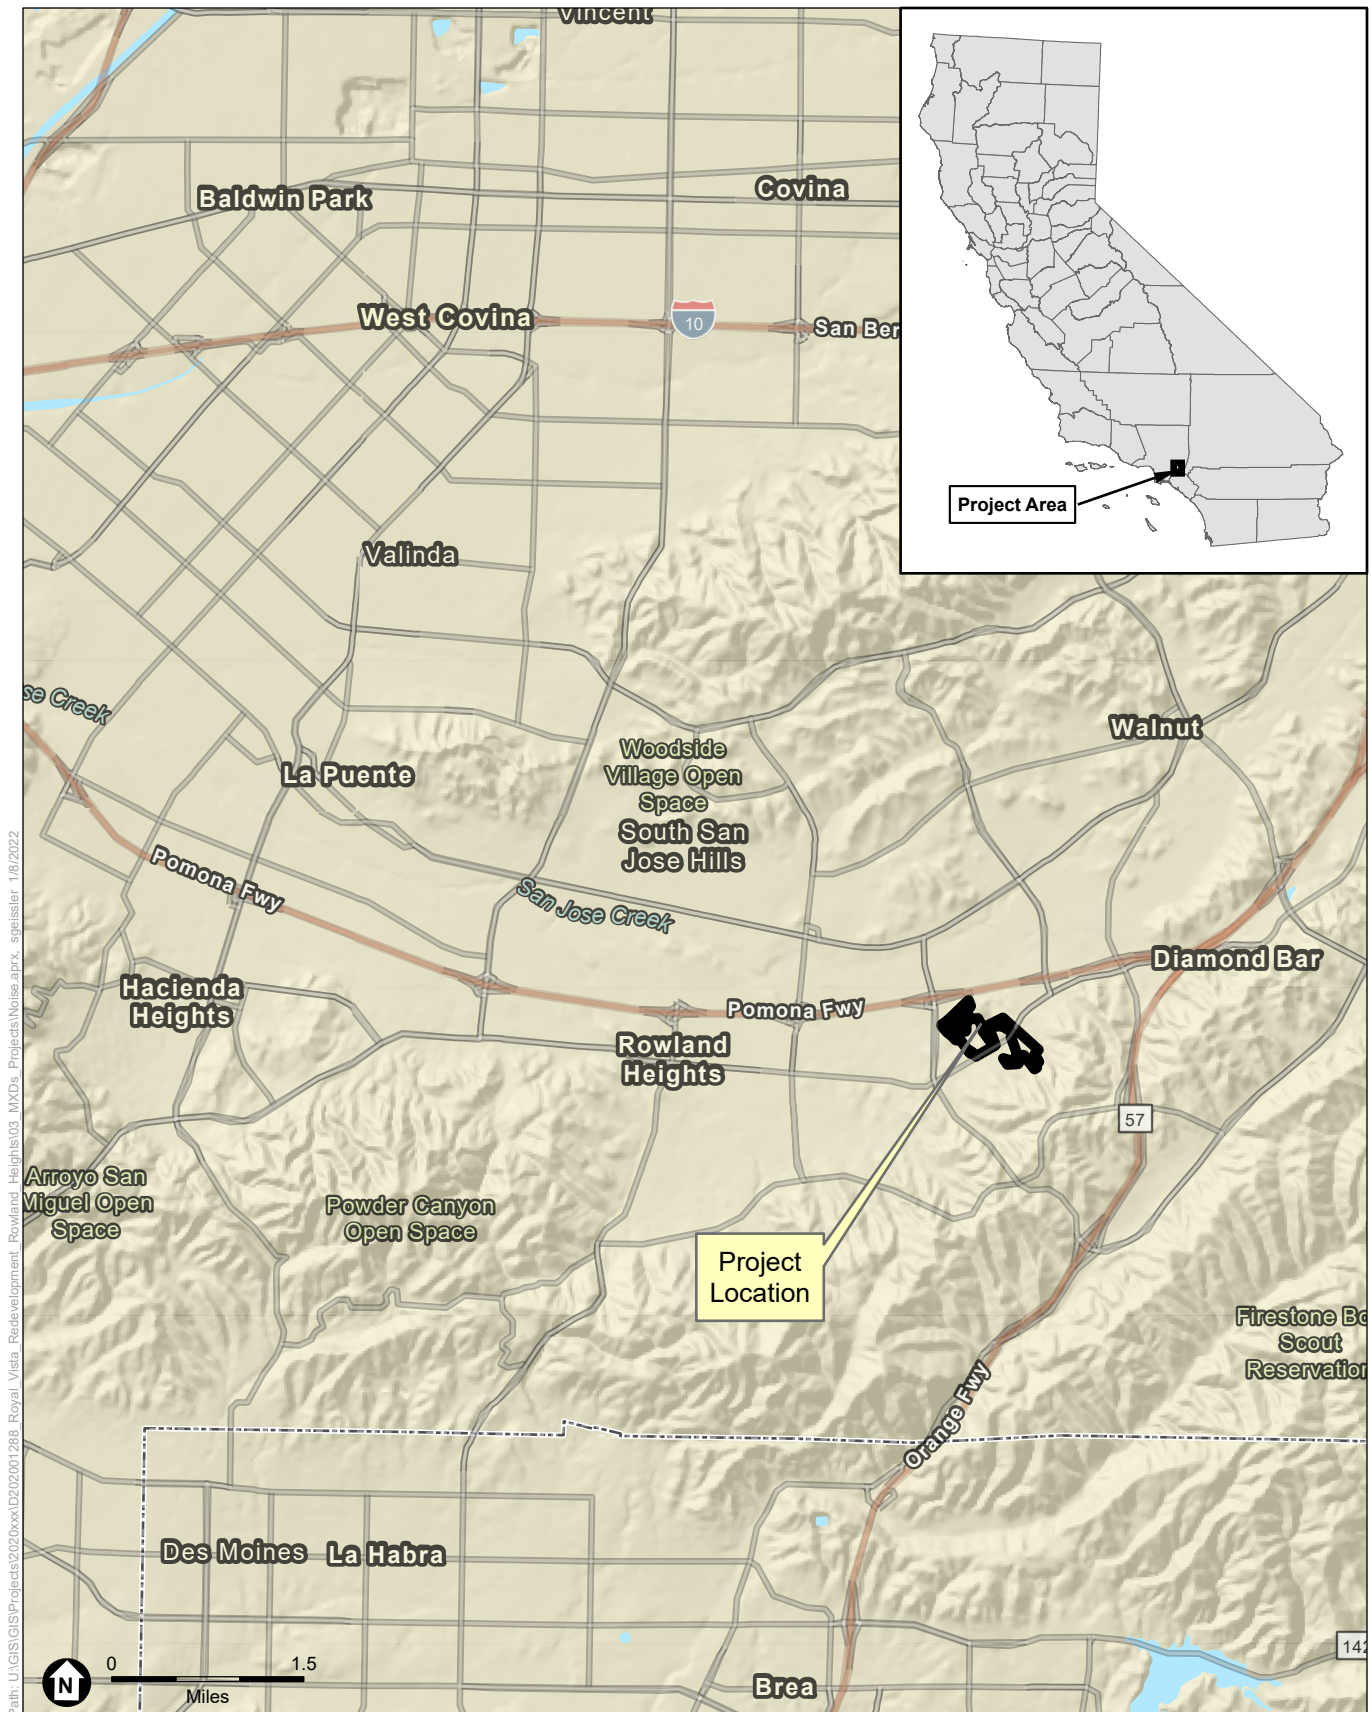 Vincent
Baldwin Park
Covina
West Covina
10
San Ber
Project Area
Valinda
se Creek
Walnut
Woodside
Village Open
Space
La Puente
South San
Jose Hills
Pomona Fwy
San Jose Creek
Diamond Bar
Hacienda
Heights
Pomona Fwy
Rowland
Heights
57
Arroyo San
Miguel Open
Space
Powder Canyon
Open Space
Project
Location
Firestone Bo
Scout
Reservation
Orange Fwy
Des Moines
La Habra
142
N
0
1.5
Miles
Brea
Path: U:\GIS\GIS\Projects\2020xxx\D202001288_Royal_Vista_Redevelopment_Rowland_Heights\03_MXDs_Projects\Noise.aprx, sgeissler 1/8/2022